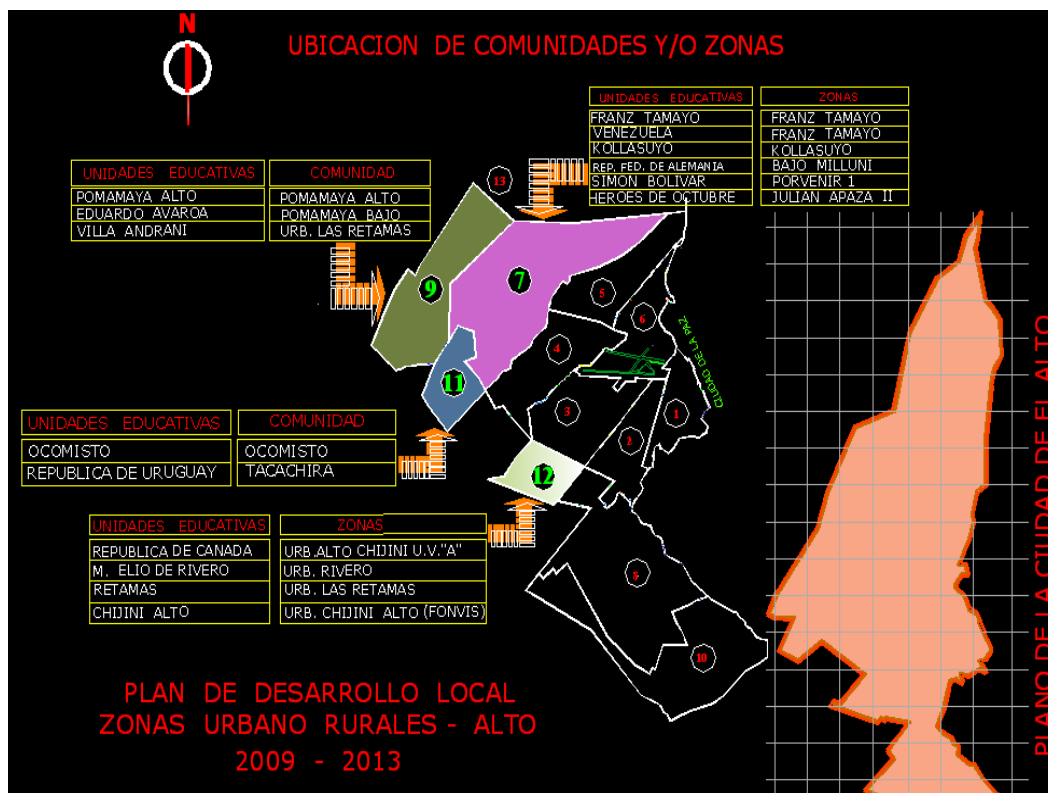 N
UBICACION DE COMUNIDADES Y/O ZONAS
UNIDADES EDUCATIVAS ZONAS
FRANZ TAMAYO FRANZ TAMAYO
VENEZUELA FRANZ TAMAYO
KOLLASUYO KOLLASUYO
REP. FED. DE ALEMANIA BAJO MILLUNI
SIMON BOLIVAR PORVENIR 1
HEROES DE OCTUBRE JULIAN APAZA II
UNIDADES EDUCATIVAS COMUNIDAD
POMAMAYA ALTO POMAMAYA ALTO
EDUARDO AVAROA POMAMAYA BAJO
VILLA ANDRANI URB. LAS RETAMAS
13
9
7
5
6
4
11
3
1
2
12
8
10
CIUDAD DE LA PAZ
UNIDADES EDUCATIVAS COMUNIDAD
OCOMISTO OCOMISTO
REPUBLICA DE URUGUAY TACACHIRA
UNIDADES EDUCATIVAS ZONAS
REPUBLICA DE CANADA URB.ALTO CHIJINI U.V."A"
M. ELIO DE RIVERO URB. RIVERO
RETAMAS URB. LAS RETAMAS
CHIJINI ALTO URB. CHIJINI ALTO (FONVIS)
PLAN DE DESARROLLO LOCAL
ZONAS URBANO RURALES - ALTO
2009 - 2013
PLANO DE LA CIUDAD DE EL ALTO